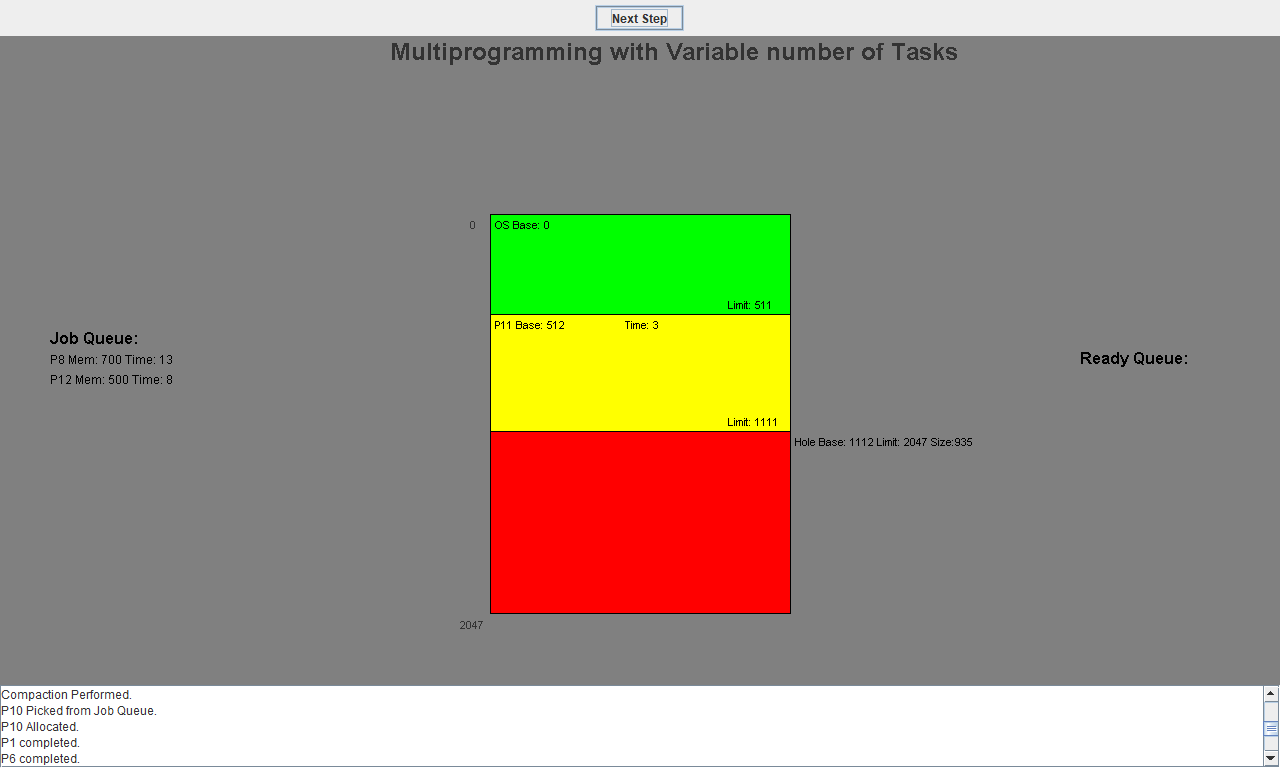 Next Step
Multiprogramming with Variable number of Tasks
0
OS Base: 0
Limit: 511
P11 Base: 512 Time: 3
Limit: 1111
Hole Base: 1112 Limit: 2047 Size:935
2047
Job Queue:
P8 Mem: 700 Time: 13
P12 Mem: 500 Time: 8
Ready Queue:
Compaction Performed.
P10 Picked from Job Queue.
P10 Allocated.
P1 completed.
P6 completed.